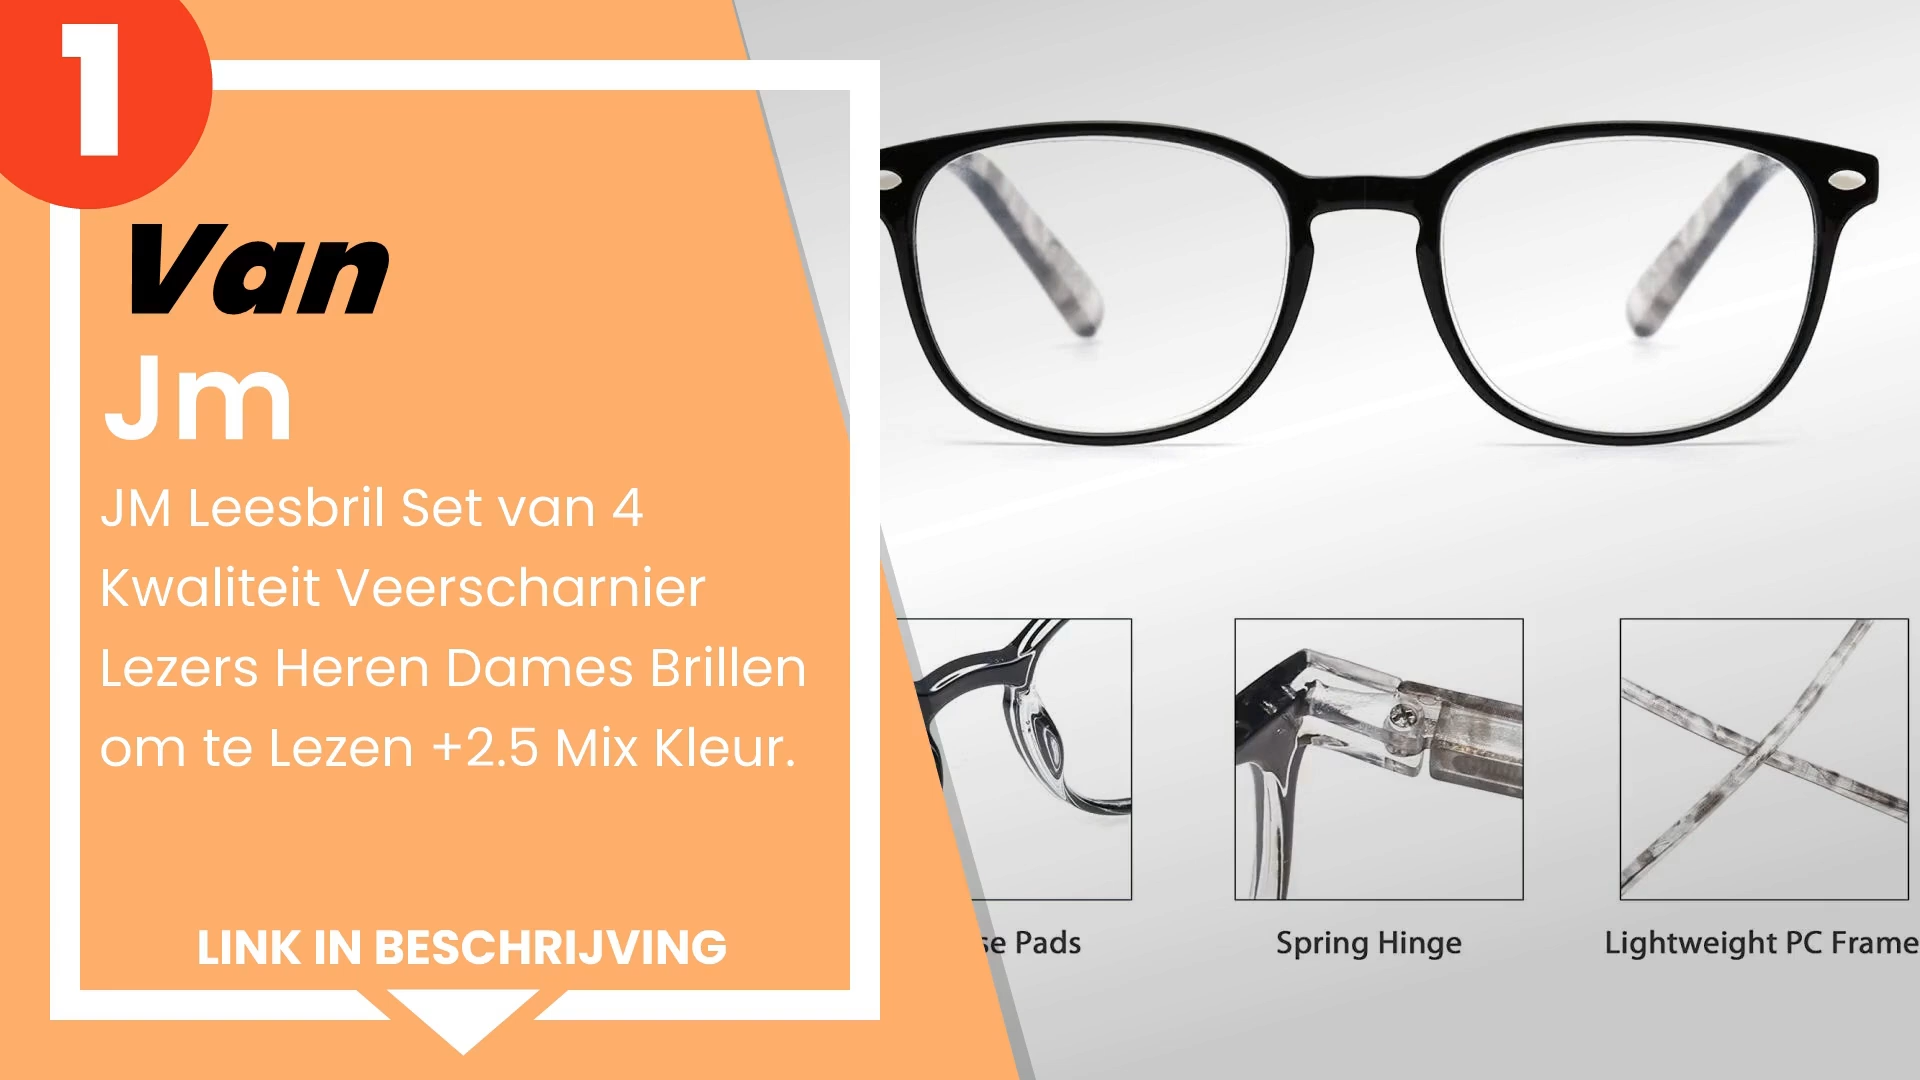 1
Van
Jm
JM Leesbril Set van 4
Kwaliteit Veerscharnier
Lezers Heren Dames Brillen
om te Lezen +2.5 Mix Kleur.
LINK IN BESCHRIJVING
Pads
Spring Hinge
Lightweight PC Frame